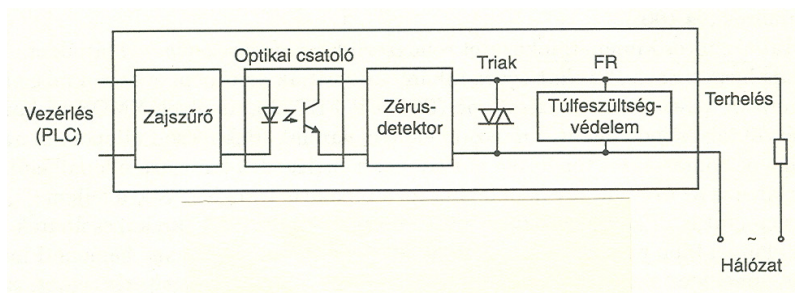 Optikai csatoló
Triak
FR
Vezérlés
(PLC)
Zajszűrő
Zérus-
detektor
Túlfeszültség-
védelem
Terhelés
~
Hálózat